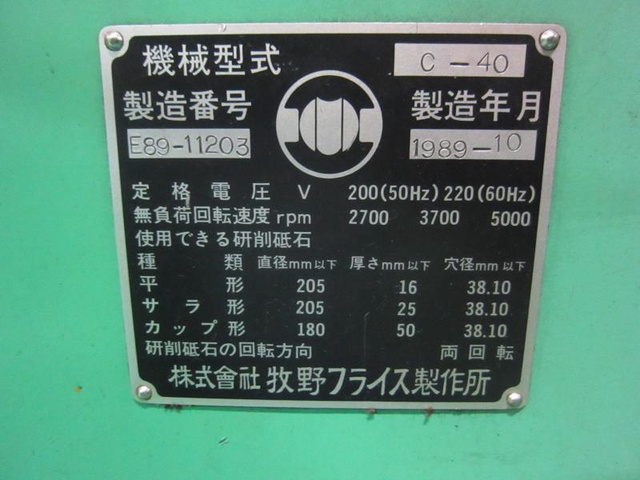 機械型式 C-40
製造番号 製造年月
E89-11203 1989-10
定格電圧 V 200(50Hz) 220(60Hz)
無負荷回転速度rpm 2700 3700 5000
使用できる研削砥石
種類 直径mm以下 厚さmm以下 穴径mm以下
平形 205 16 38.10
サラ形 205 25 38.10
カップ形 180 50 38.10
研削砥石の回転方向 両回転
株式會社 牧野フライス製作所